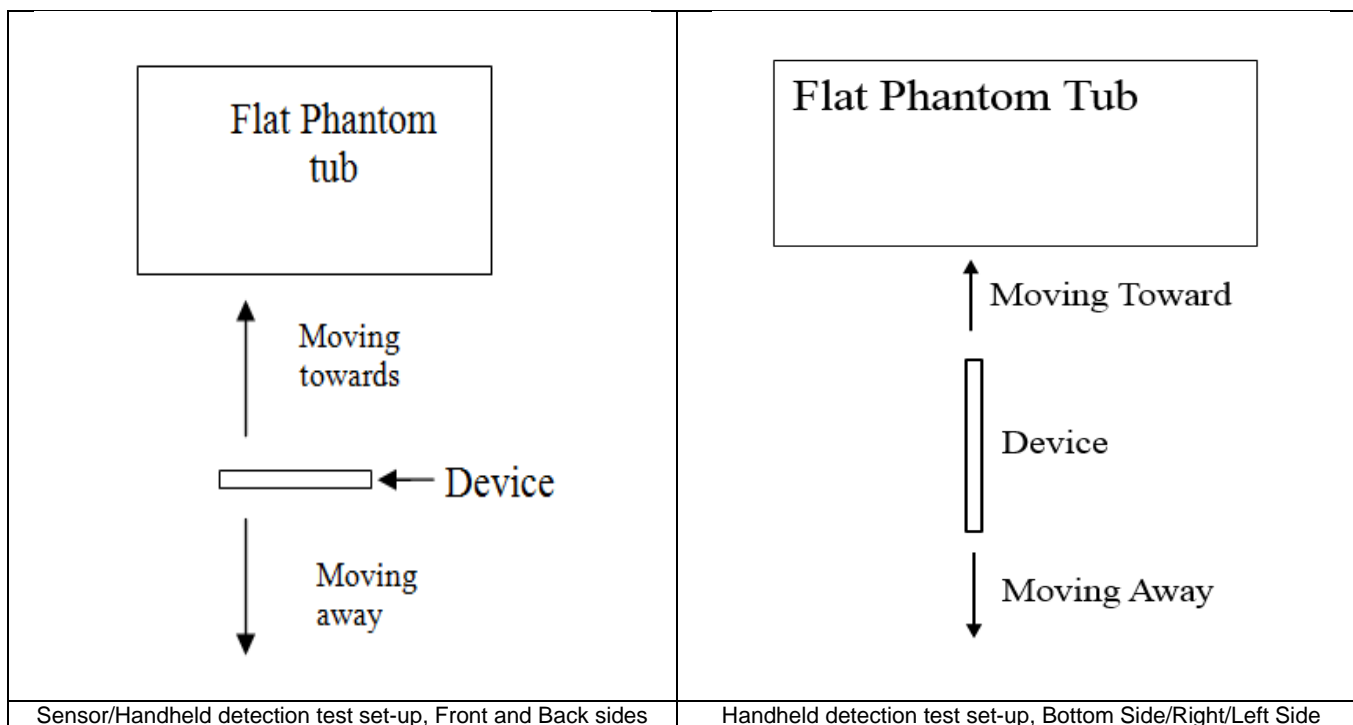 Flat Phantom
tub
Moving
towards
Device
Moving
away
Sensor/Handheld detection test set-up, Front and Back sides
Flat Phantom Tub
Moving Toward
Device
Moving Away
Handheld detection test set-up, Bottom Side/Right/Left Side